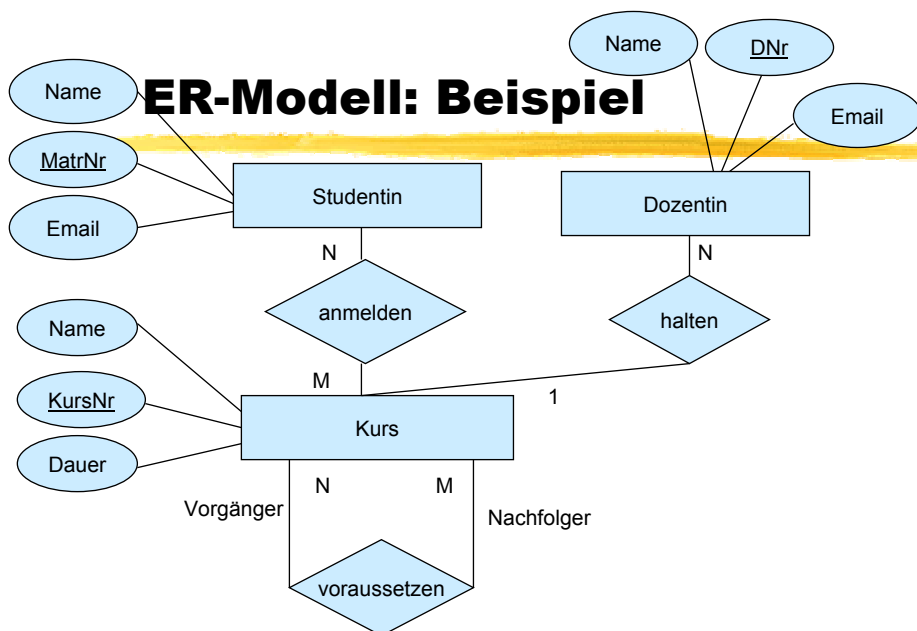 ER-Modell: Beispiel
Name
MatrNr
Email
Studentin
Name
DNr
Email
Dozentin
N
anmelden
M
N
halten
1
Name
KursNr
Dauer
Kurs
N
M
Vorgänger
Nachfolger
voraussetzen